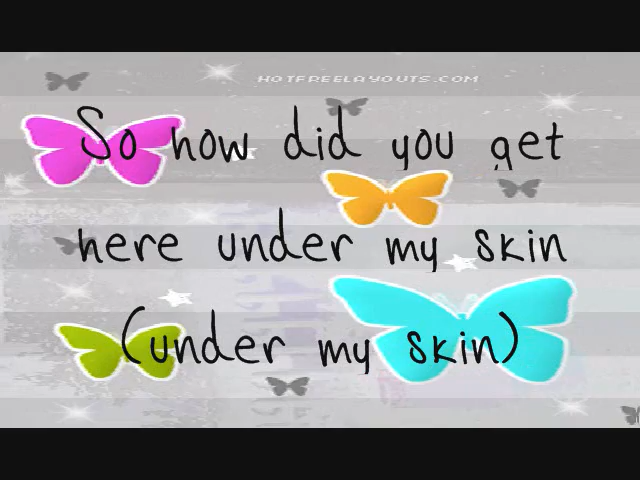 HOTFREELAYOUTS.COM
So how did you get
here under my skin
(under my skin)